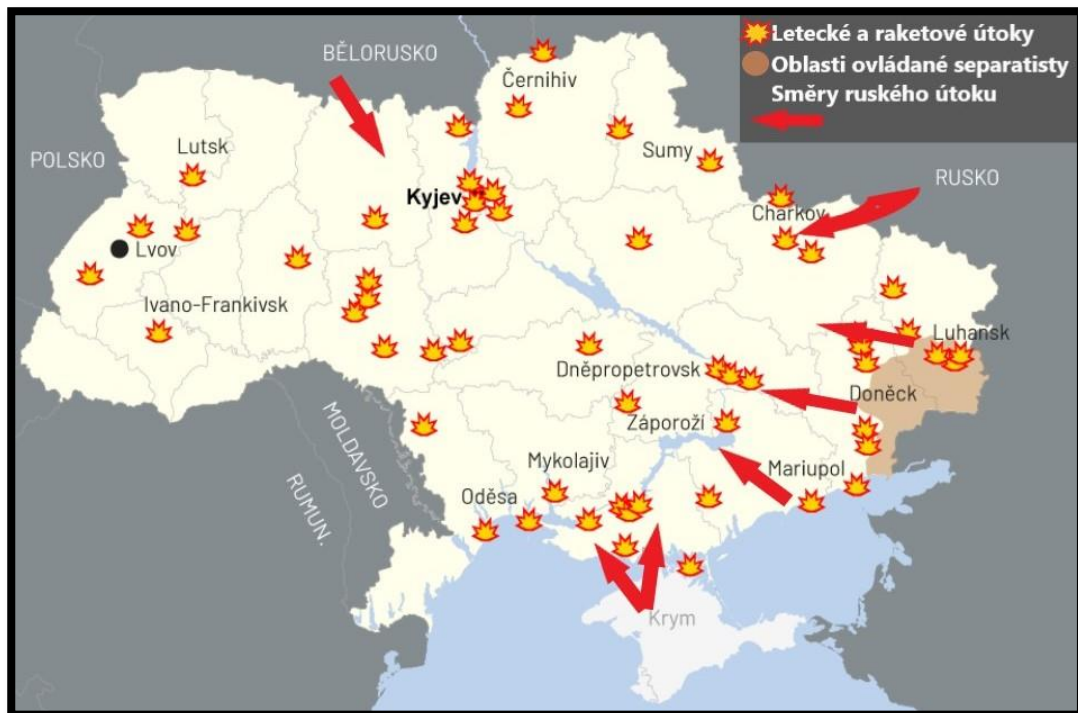 Letecké a raketové útoky
Oblasti ovládané separatisty
Směry ruského útoku
BĚLORUSKO
Černihiv
Lutsk
Sumy
POLSKO
RUSKO
Kyjev
Charkov
Lvov
Ivano-Frankivsk
Luhansk
Dněpropetrovsk
Doněck
MOLDAVSKO
Záporoží
Mykolajiv
Mariupol
RUMUN.
Oděsa
Krym